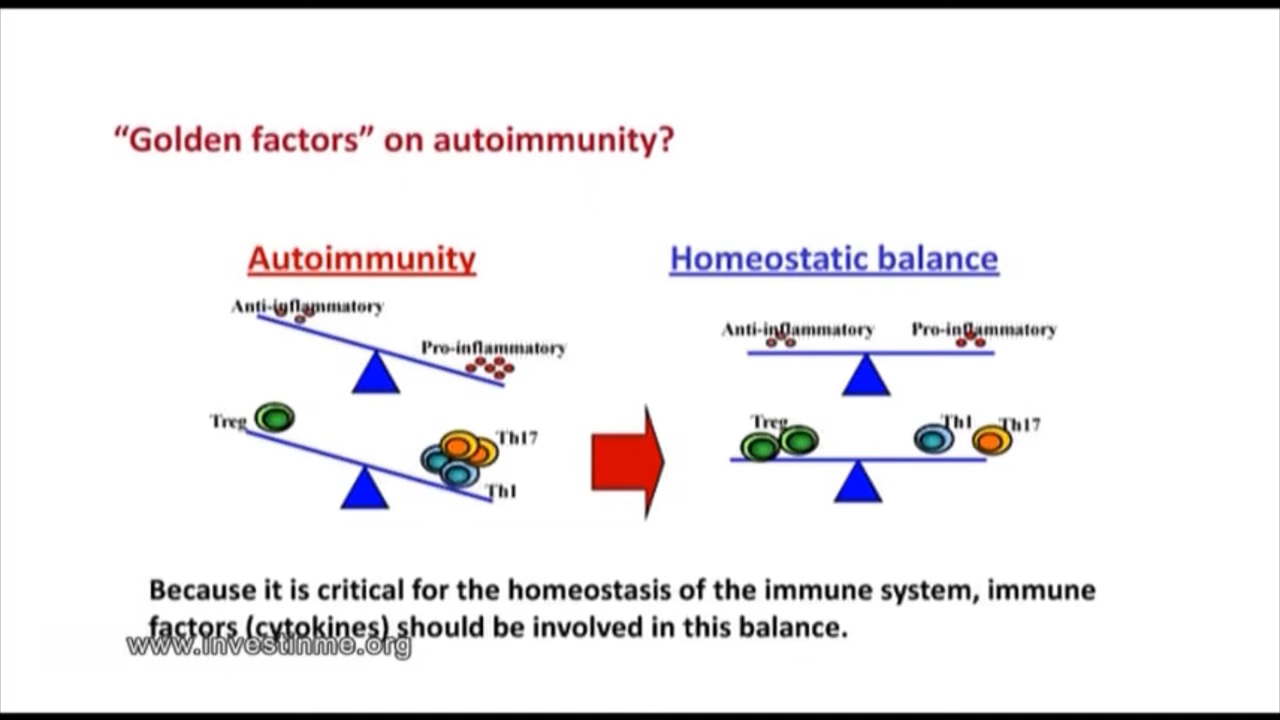 “Golden factors” on autoimmunity?
Autoimmunity
Homeostatic balance
Anti-inflammatory
Pro-inflammatory
Treg
Th17
Th1
Anti-inflammatory
Pro-inflammatory
Treg
Th1
Th17
Because it is critical for the homeostasis of the immune system, immune
factors (cytokines) should be involved in this balance.
www.investinme.org